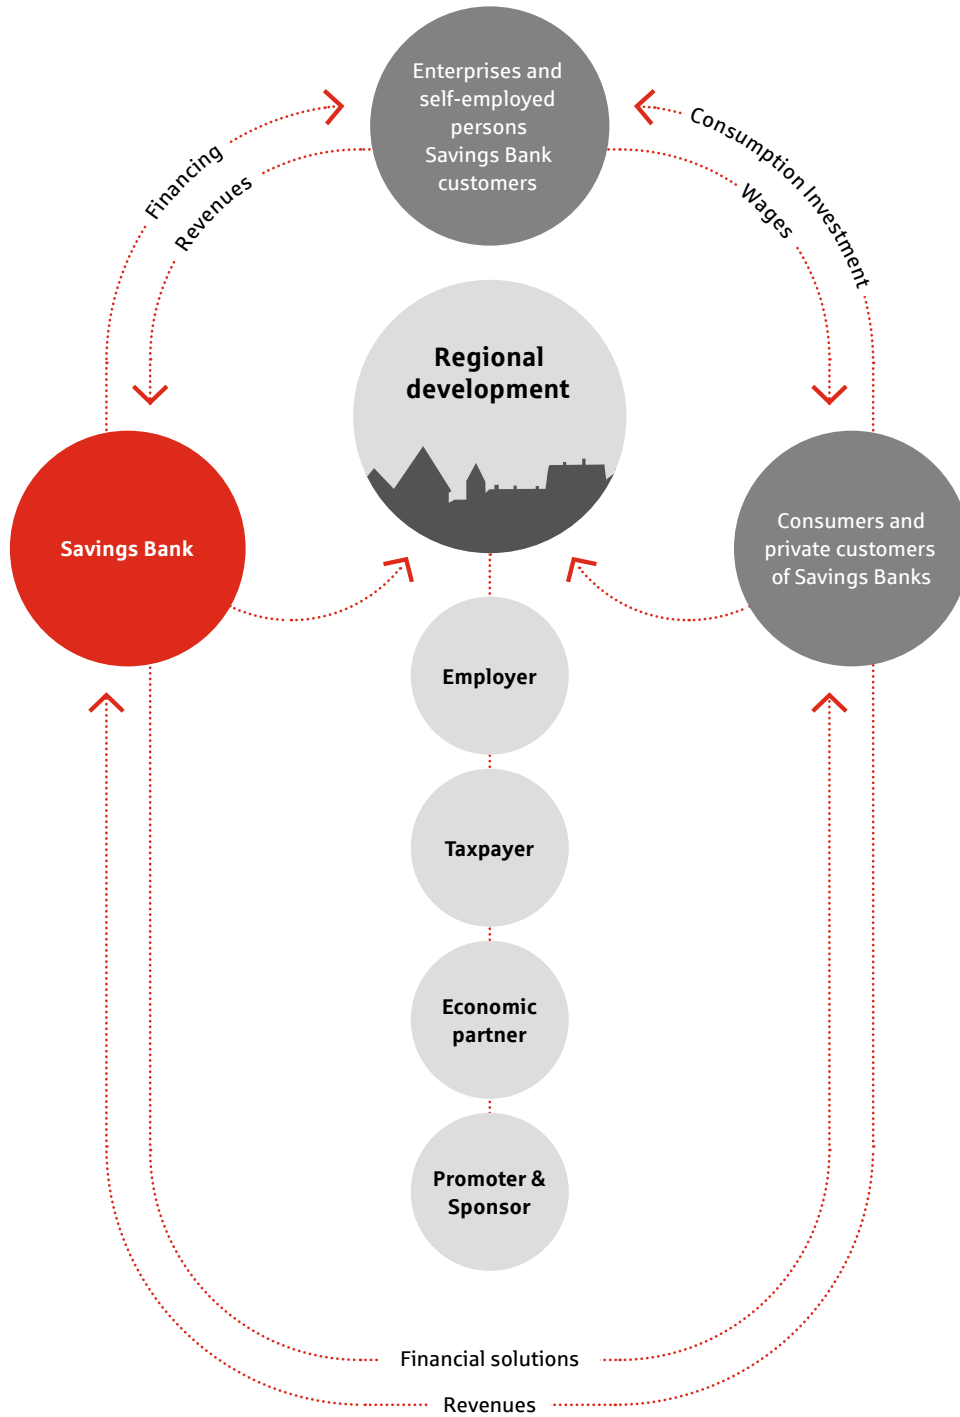 Enterprises and
self-employed
persons
Savings Bank
customers
Financing
Revenues
Consumption Investment
Wages
Regional
development
Savings Bank
Consumers and
private customers
of Savings Banks
Employer
Taxpayer
Economic
partner
Promoter &
Sponsor
Financial solutions
Revenues